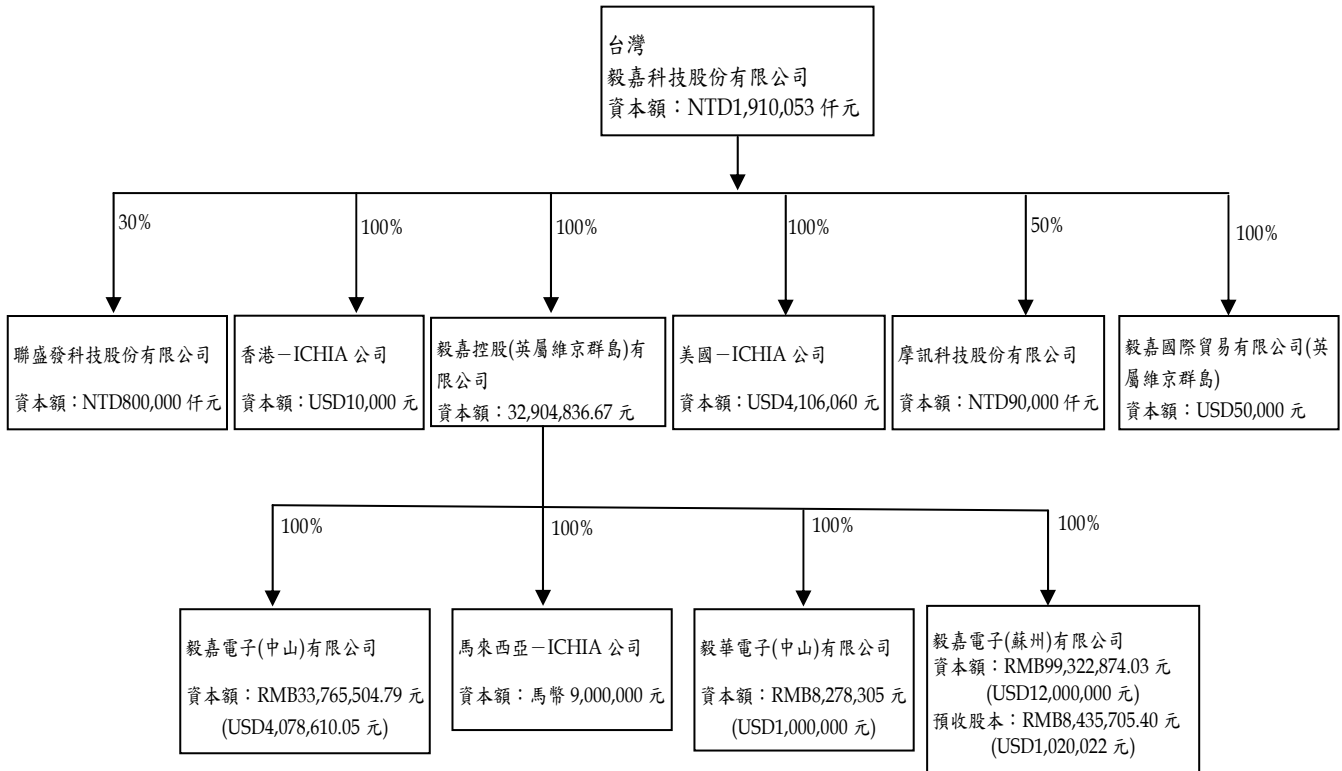 台灣
毅嘉科技股份有限公司
資本額：NTD1,910,053 仟元
30%
100%
100%
100%
50%
100%
聯盛發科技股份有限公司
資本額：NTD800,000 仟元
香港－ICHIA 公司
資本額：USD10,000 元
毅嘉控股(英屬維京群島)有
限公司
資本額：32,904,836.67 元
美國－ICHIA 公司
資本額：USD4,106,060 元
摩訊科技股份有限公司
資本額：NTD90,000 仟元
毅嘉國際貿易有限公司(英
屬維京群島)
資本額：USD50,000 元
100%
100%
100%
100%
毅嘉電子(中山)有限公司
資本額：RMB33,765,504.79 元
(USD4,078,610.05 元)
馬來西亞－ICHIA 公司
資本額：馬幣 9,000,000 元
毅華電子(中山)有限公司
資本額：RMB8,278,305 元
(USD1,000,000 元)
毅嘉電子(蘇州)有限公司
資本額：RMB99,322,874.03 元
(USD12,000,000 元)
預收股本：RMB8,435,705.40 元
(USD1,020,022 元)